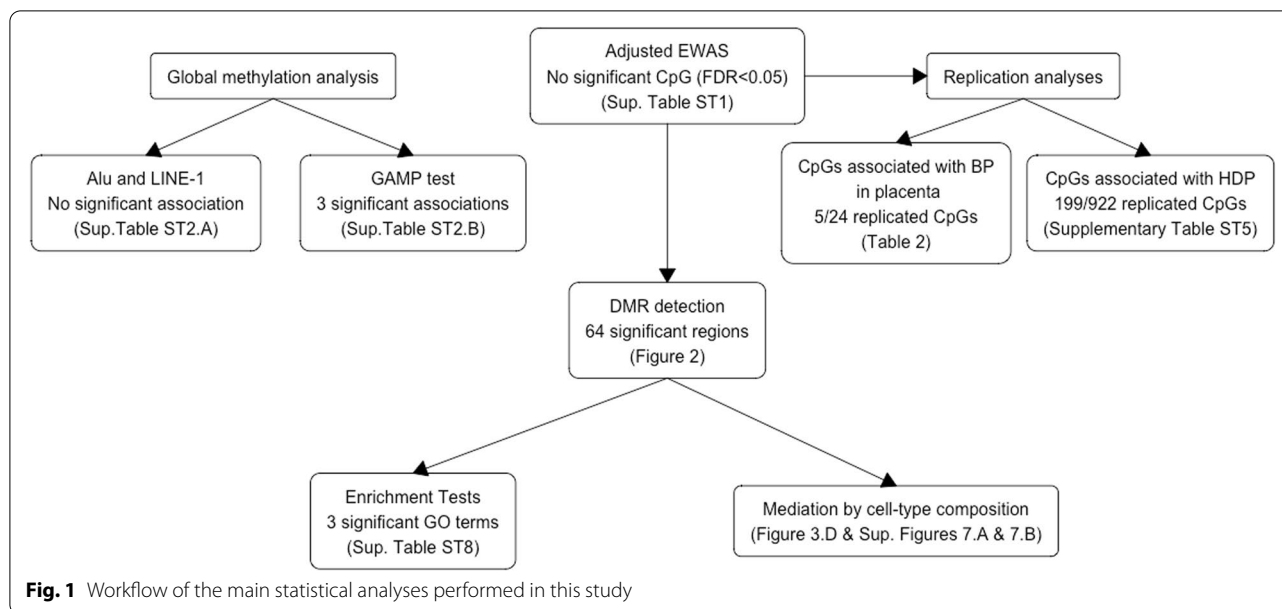 Global methylation analysis
Alu and LINE-1
No significant association
(Sup.Table ST2.A)
GAMP test
3 significant associations
(Sup.Table ST2.B)
Adjusted EWAS
No significant CpG (FDR<0.05)
(Sup. Table ST1)
Replication analyses
CpGs associated with BP
in placenta
5/24 replicated CpGs
(Table 2)
CpGs associated with HDP
199/922 replicated CpGs
(Supplementary Table ST5)
DMR detection
64 significant regions
(Figure 2)
Enrichment Tests
3 significant GO terms
(Sup. Table ST8)
Mediation by cell-type composition
(Figure 3.D & Sup. Figures 7.A & 7.B)
Fig. 1 Workflow of the main statistical analyses performed in this study